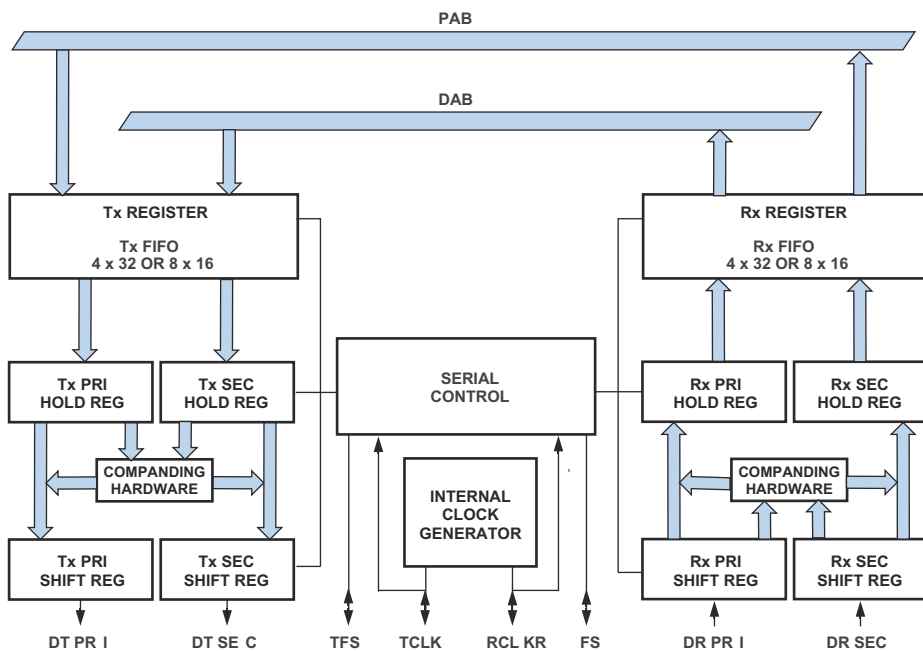 PAB
DAB
Tx REGISTER
Tx FIFO
4 x 32 OR 8 x 16
Rx REGISTER
Rx FIFO
4 x 32 OR 8 x 16
Tx PRI
HOLD REG
Tx SEC
HOLD REG
SERIAL
CONTROL
Rx PRI
HOLD REG
Rx SEC
HOLD REG
COMPANDING
HARDWARE
INTERNAL
CLOCK
GENERATOR
COMPANDING
HARDWARE
Tx PRI
SHIFT REG
Tx SEC
SHIFT REG
Rx PRI
SHIFT REG
Rx SEC
SHIFT REG
DT PR I
DT SE C
TFS
TCLK
RCL KR
FS
DR PR I
DR SEC